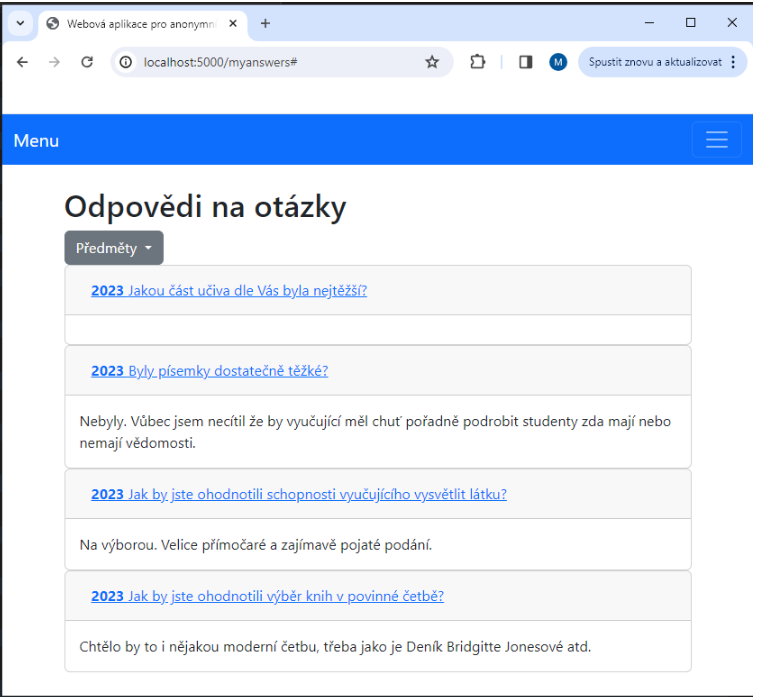 Webová aplikace pro anonymn
localhost:5000/myanswers#
M
Spustit znovu a aktualizovat
Menu
Odpovědi na otázky
Předměty
2023 Jakou část učiva dle Vás byla nejtěžší?
2023 Byly písemky dostatečně těžké?
Nebyly. Vůbec jsem necítil že by vyučující měl chuť pořadně podrobit studenty zda mají nebo
nemají vědomosti.
2023 Jak by jste ohodnotili schopnosti vyučujícího vysvětlit látku?
Na výborou. Velice přímočaré a zajímavě pojaté podání.
2023 Jak by jste ohodnotili výběr knih v povinné četbě?
Chtělo by to i nějakou moderní četbu, třeba jako je Deník Bridgitte Jonesové atd.